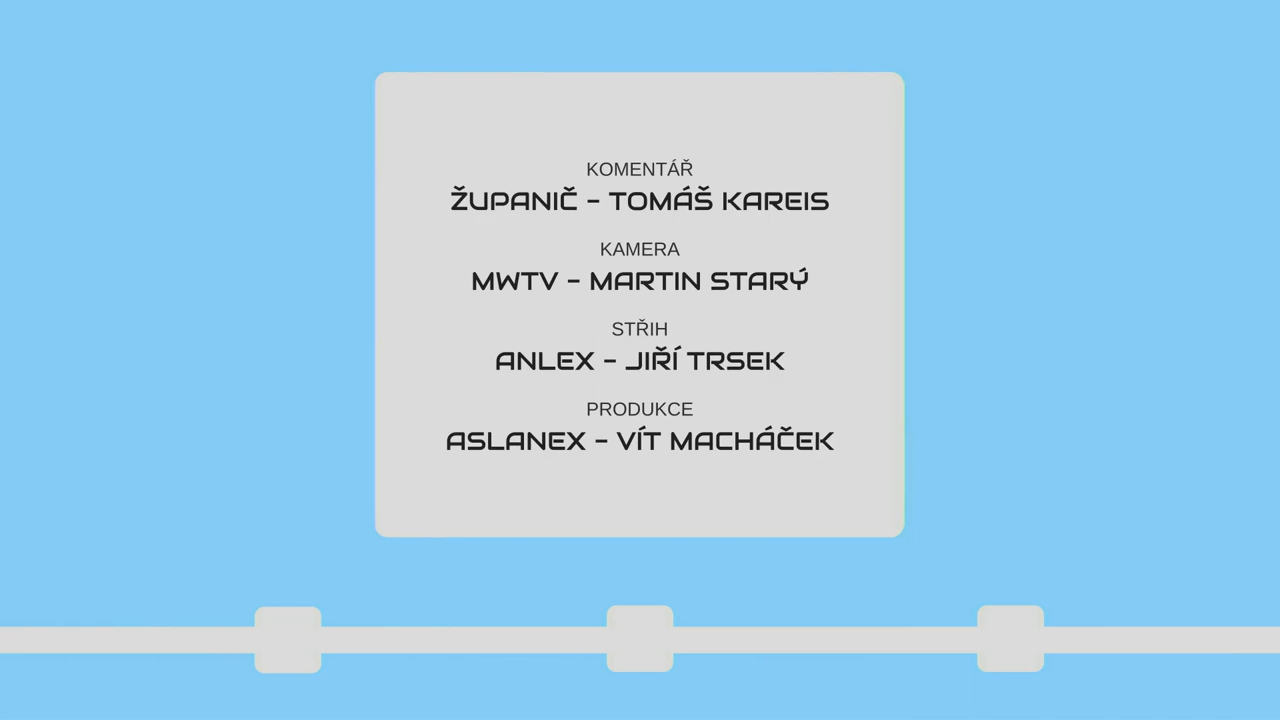 KOMENTÁŘ
ŽUPANIČ - TOMÁŠ KAREIS
KAMERA
MWTV - MARTIN STARÝ
STŘIH
ANLEX - JIŘÍ TRSEK
PRODUKCE
ASLANEX - VÍT MACHÁČEK